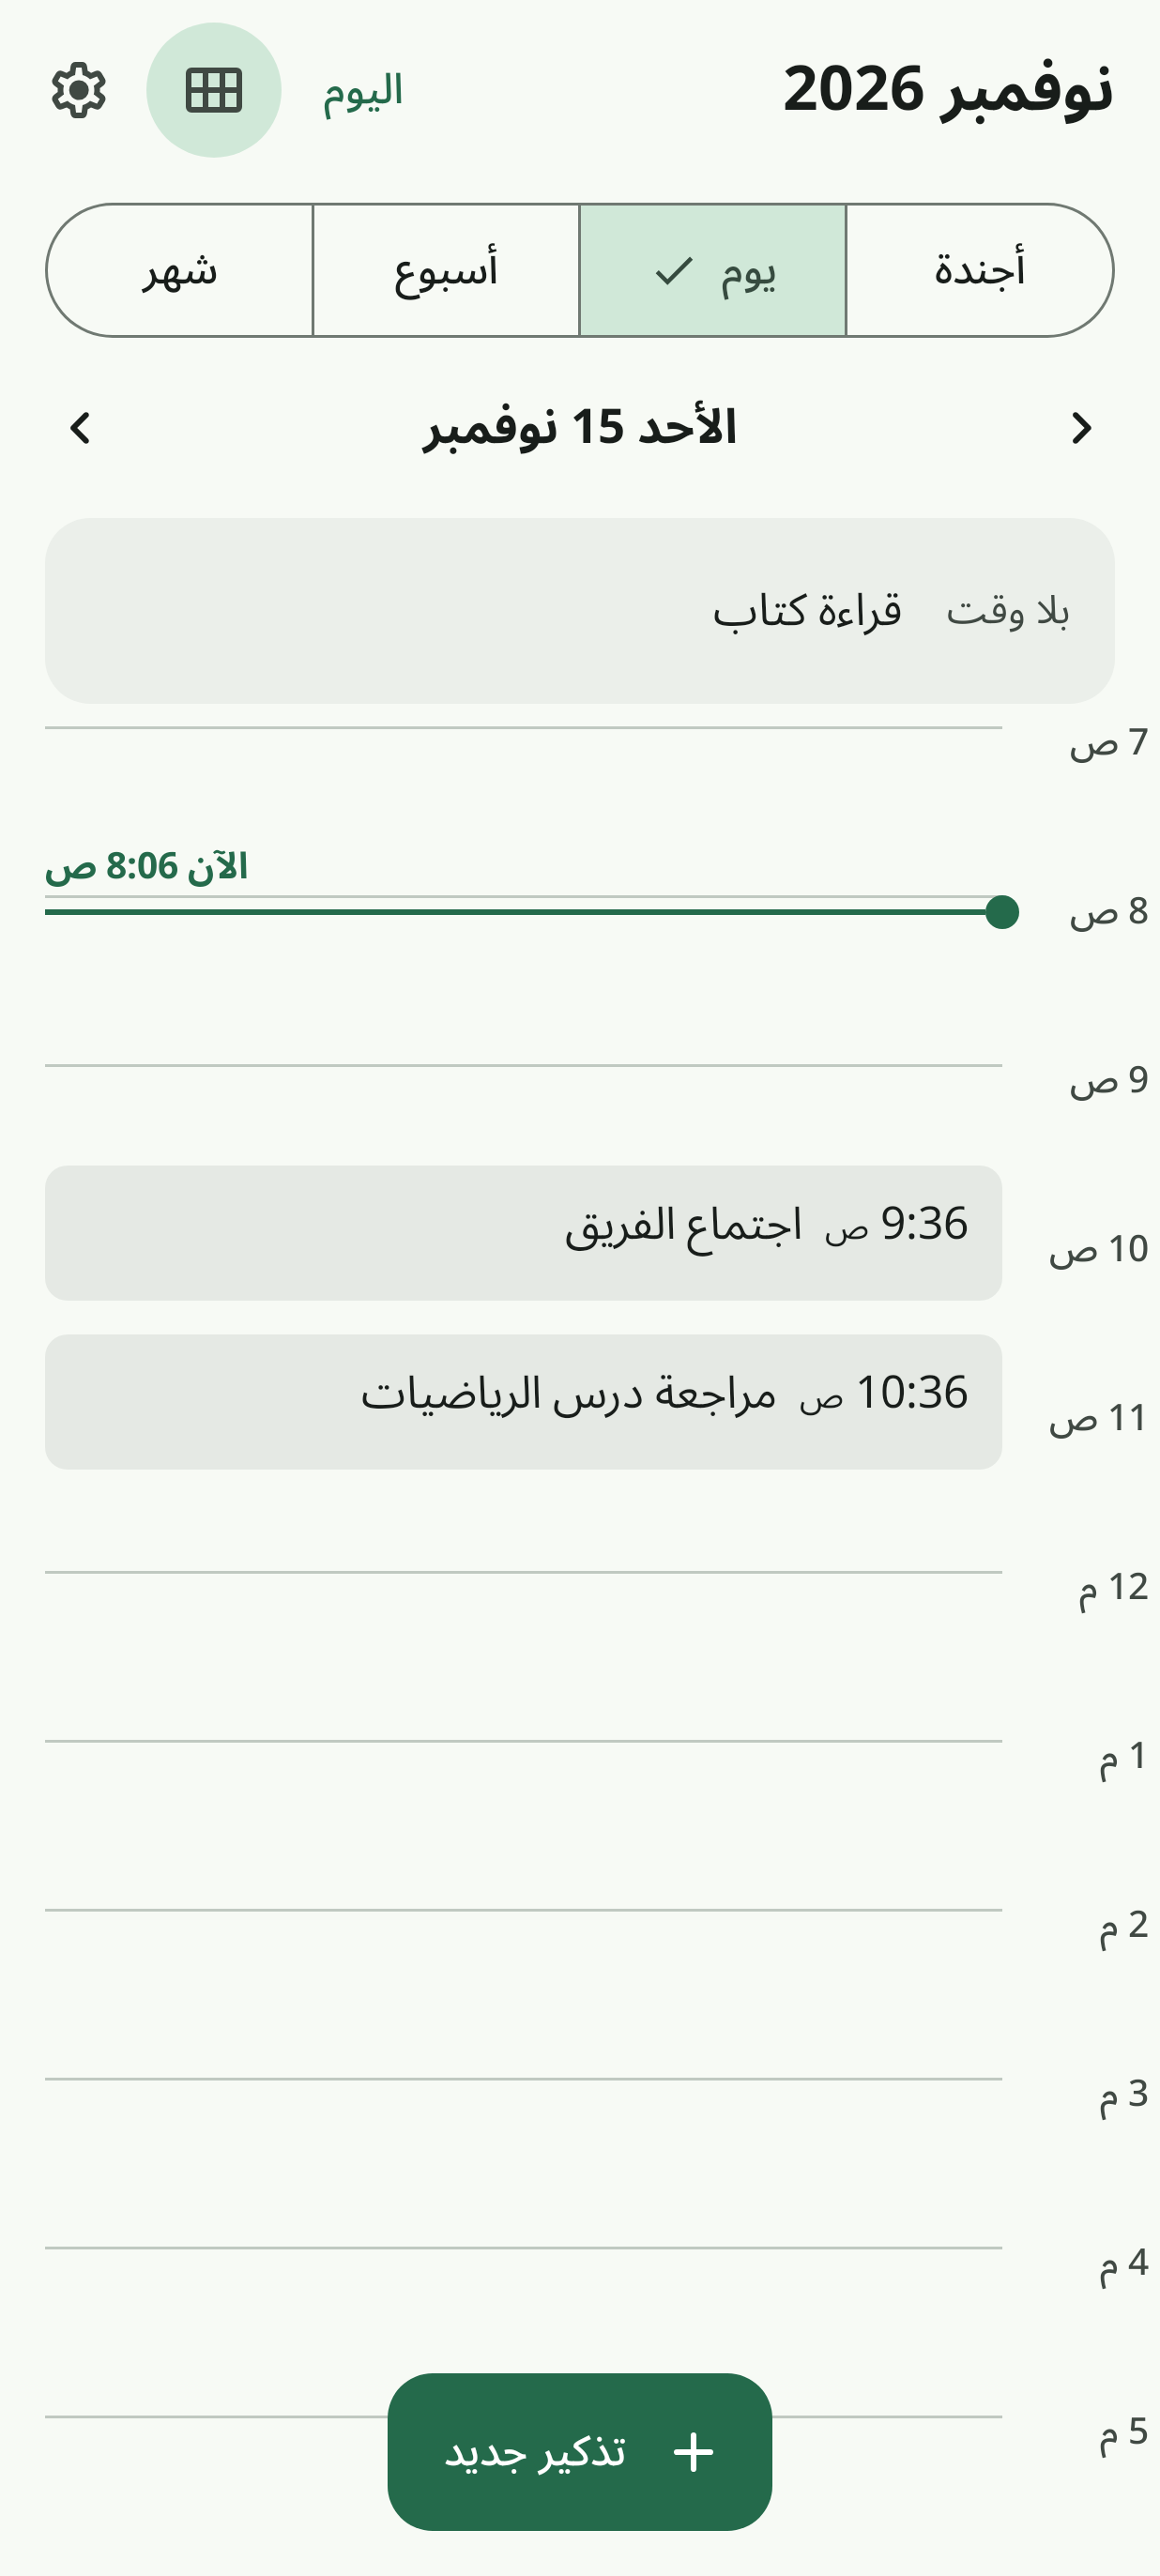 نوفمبر 2026
اليوم
أجندة
يوم
أسبوع
شهر
الأحد 15 نوفمبر
بلا وقت قراءة كتاب
7 ص
الآن 8:06 ص
8 ص
9 ص
9:36 ص اجتماع الفريق
10 ص
10:36 ص مراجعة درس الرياضيات
11 ص
12 م
1 م
2 م
3 م
4 م
5 م
تذكير جديد